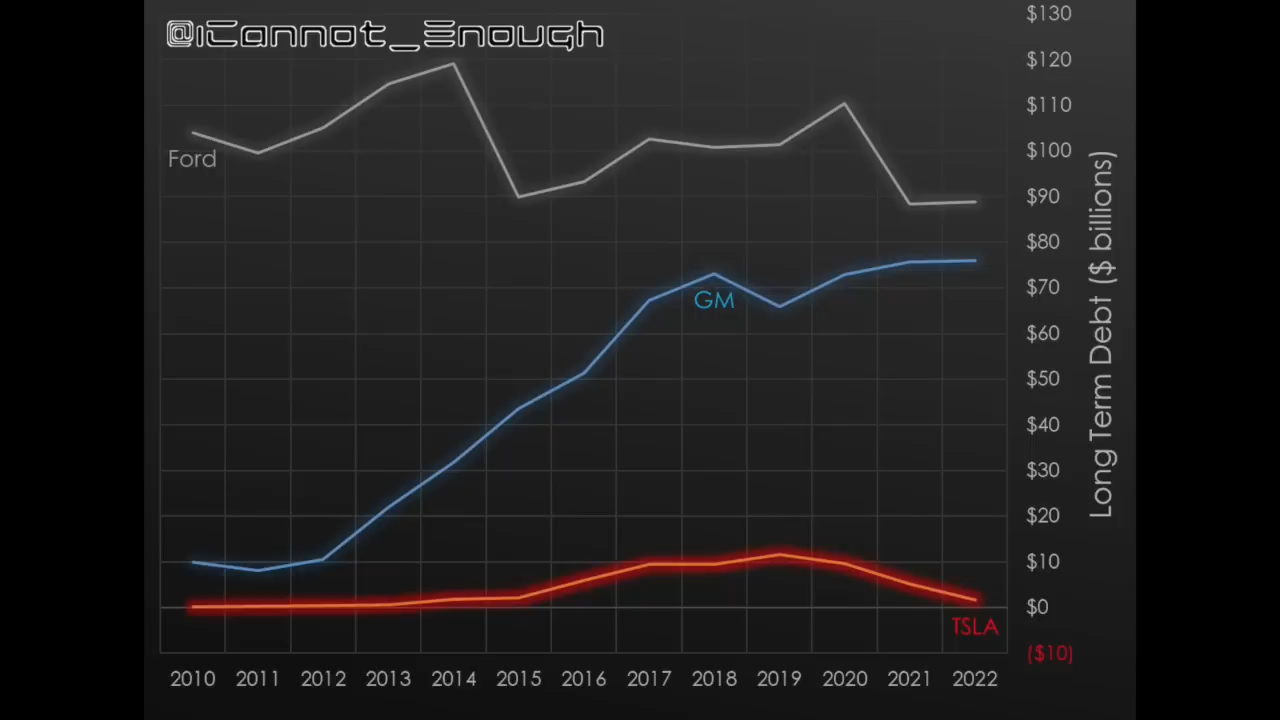 @iCannot_Enough
$130
$120
$110
$100
$90
$80
$70
$60
$50
$40
$30
$20
$10
$0
($10)
Long Term Debt ($ billions)
Ford
GM
TSLA
2010 2011 2012 2013 2014 2015 2016 2017 2018 2019 2020 2021 2022